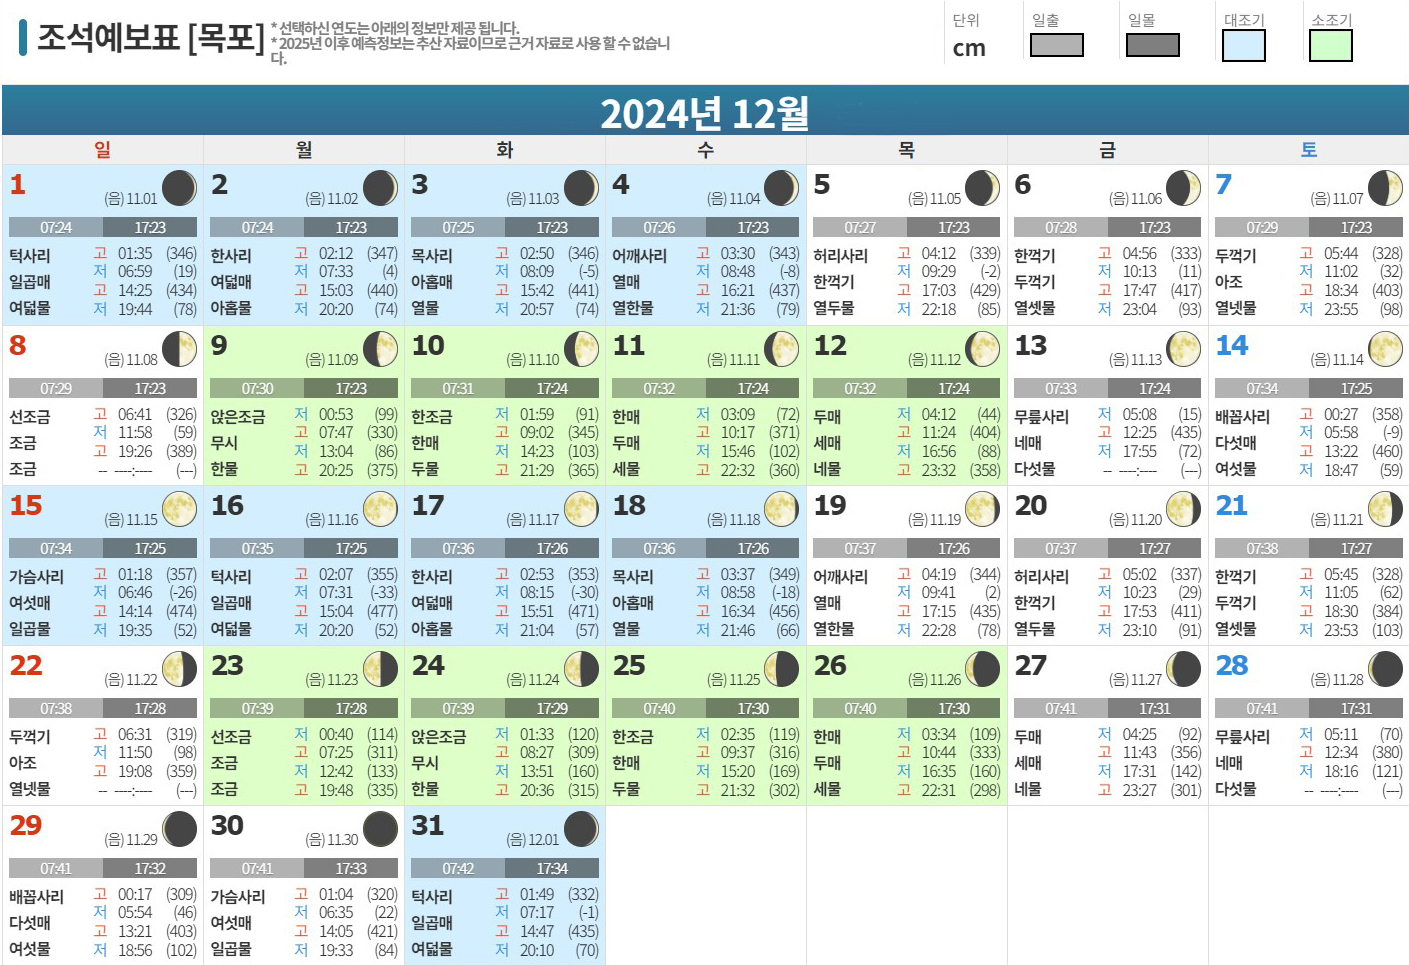 조석예보표 [목포]
* 선택하신 연도는 아래의 정보만 제공 됩니다.
* 2025년 이후 예측정보는 추산 자료이므로 근거 자료로 사용 할 수 없습니
다.
단위 일출 일몰 대조기 소조기
cm
2024년 12월
일 월 화 수 목 금 토
1 (음) 11.01
07:24 17:23
턱사리 고 01:35 (346)
저 06:59 (19)
일곱매 고 14:25 (434)
여덟물 저 19:44 (78)
2 (음) 11.02
07:24 17:23
한사리 고 02:12 (347)
저 07:33 (4)
여덟매 고 15:03 (440)
아홉물 저 20:20 (74)
3 (음) 11.03
07:25 17:23
목사리 고 02:50 (346)
저 08:09 (-5)
아홉매 고 15:42 (441)
열물 저 20:57 (74)
4 (음) 11.04
07:26 17:23
어깨사리 고 03:30 (343)
저 08:48 (-8)
열매 고 16:21 (437)
열한물 저 21:36 (79)
5 (음) 11.05
07:27 17:23
허리사리 고 04:12 (339)
저 09:29 (-2)
한꺽기 고 17:03 (429)
열두물 저 22:18 (85)
6 (음) 11.06
07:28 17:23
한꺽기 고 04:56 (333)
저 10:13 (11)
두꺽기 고 17:47 (417)
열셋물 저 23:04 (93)
7 (음) 11.07
07:29 17:23
두꺽기 고 05:44 (328)
저 11:02 (32)
아조 고 18:34 (403)
열넷물 저 23:55 (98)
8 (음) 11.08
07:29 17:23
선조금 고 06:41 (326)
저 11:58 (59)
조금 고 19:26 (389)
조금 -- ----:---- (---)
9 (음) 11.09
07:30 17:23
앉은조금 저 00:53 (99)
고 07:47 (330)
무시 저 13:04 (86)
한물 고 20:25 (375)
10 (음) 11.10
07:31 17:24
한조금 저 01:59 (91)
고 09:02 (345)
한매 저 14:23 (103)
두물 고 21:29 (365)
11 (음) 11.11
07:32 17:24
한매 저 03:09 (72)
고 10:17 (371)
두매 저 15:46 (102)
세물 고 22:32 (360)
12 (음) 11.12
07:32 17:24
두매 저 04:12 (44)
고 11:24 (404)
세매 저 16:56 (88)
네물 고 23:32 (358)
13 (음) 11.13
07:33 17:24
무릎사리 저 05:08 (15)
고 12:25 (435)
네매 저 17:55 (72)
다섯물 -- ----:---- (---)
14 (음) 11.14
07:34 17:25
배꼽사리 고 00:27 (358)
저 05:58 (-9)
다섯매 고 13:22 (460)
여섯물 저 18:47 (59)
15 (음) 11.15
07:34 17:25
가슴사리 고 01:18 (357)
저 06:46 (-26)
여섯매 고 14:14 (474)
일곱물 저 19:35 (52)
16 (음) 11.16
07:35 17:25
턱사리 고 02:07 (355)
저 07:31 (-33)
일곱매 고 15:04 (477)
여덟물 저 20:20 (52)
17 (음) 11.17
07:36 17:26
한사리 고 02:53 (353)
저 08:15 (-30)
여덟매 고 15:51 (471)
아홉물 저 21:04 (57)
18 (음) 11.18
07:36 17:26
목사리 고 03:37 (349)
저 08:58 (-18)
아홉매 고 16:34 (456)
열물 저 21:46 (66)
19 (음) 11.19
07:37 17:26
어깨사리 고 04:19 (344)
저 09:41 (2)
열매 고 17:15 (435)
열한물 저 22:28 (78)
20 (음) 11.20
07:37 17:27
허리사리 고 05:02 (337)
저 10:23 (29)
한꺽기 고 17:53 (411)
열두물 저 23:10 (91)
21 (음) 11.21
07:38 17:27
한꺽기 고 05:45 (328)
저 11:05 (62)
두꺽기 고 18:30 (384)
열셋물 저 23:53 (103)
22 (음) 11.22
07:38 17:28
두꺽기 고 06:31 (319)
저 11:50 (98)
아조 고 19:08 (359)
열넷물 -- ----:---- (---)
23 (음) 11.23
07:39 17:28
선조금 저 00:40 (114)
고 07:25 (311)
조금 저 12:42 (133)
조금 고 19:48 (335)
24 (음) 11.24
07:39 17:29
앉은조금 저 01:33 (120)
고 08:27 (309)
무시 저 13:51 (160)
한물 고 20:36 (315)
25 (음) 11.25
07:40 17:30
한조금 저 02:35 (119)
고 09:37 (316)
한매 저 15:20 (169)
두물 고 21:32 (302)
26 (음) 11.26
07:40 17:30
한매 저 03:34 (109)
고 10:44 (333)
두매 저 16:35 (160)
세물 고 22:31 (298)
27 (음) 11.27
07:41 17:31
두매 저 04:25 (92)
고 11:43 (356)
세매 저 17:31 (142)
네물 고 23:27 (301)
28 (음) 11.28
07:41 17:31
무릎사리 저 05:11 (70)
고 12:34 (380)
네매 저 18:16 (121)
다섯물 -- ----:---- (---)
29 (음) 11.29
07:41 17:32
배꼽사리 고 00:17 (309)
저 05:54 (46)
다섯매 고 13:21 (403)
여섯물 저 18:56 (102)
30 (음) 11.30
07:41 17:33
가슴사리 고 01:04 (320)
저 06:35 (22)
여섯매 고 14:05 (421)
일곱물 저 19:33 (84)
31 (음) 12.01
07:42 17:34
턱사리 고 01:49 (332)
저 07:17 (-1)
일곱매 고 14:47 (435)
여덟물 저 20:10 (70)